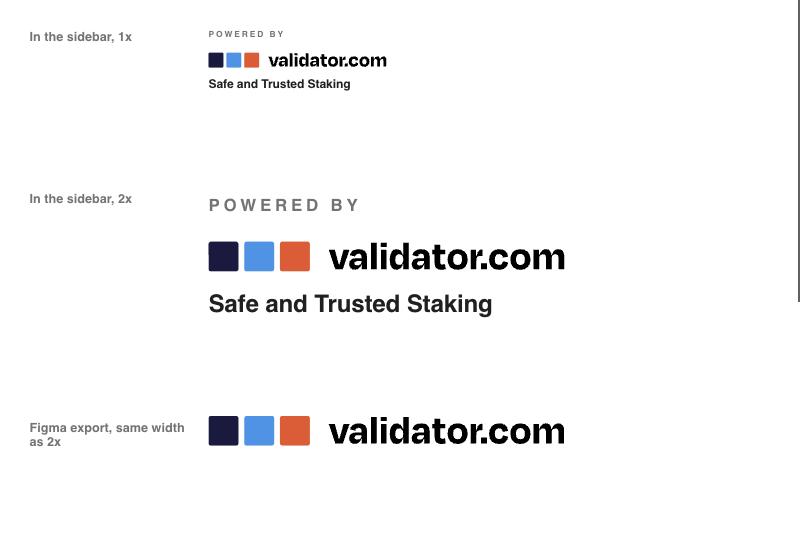 In the sidebar, 1x
POWERED BY
validator.com
Safe and Trusted Staking
In the sidebar, 2x
POWERED BY
validator.com
Safe and Trusted Staking
Figma export, same width
as 2x
validator.com